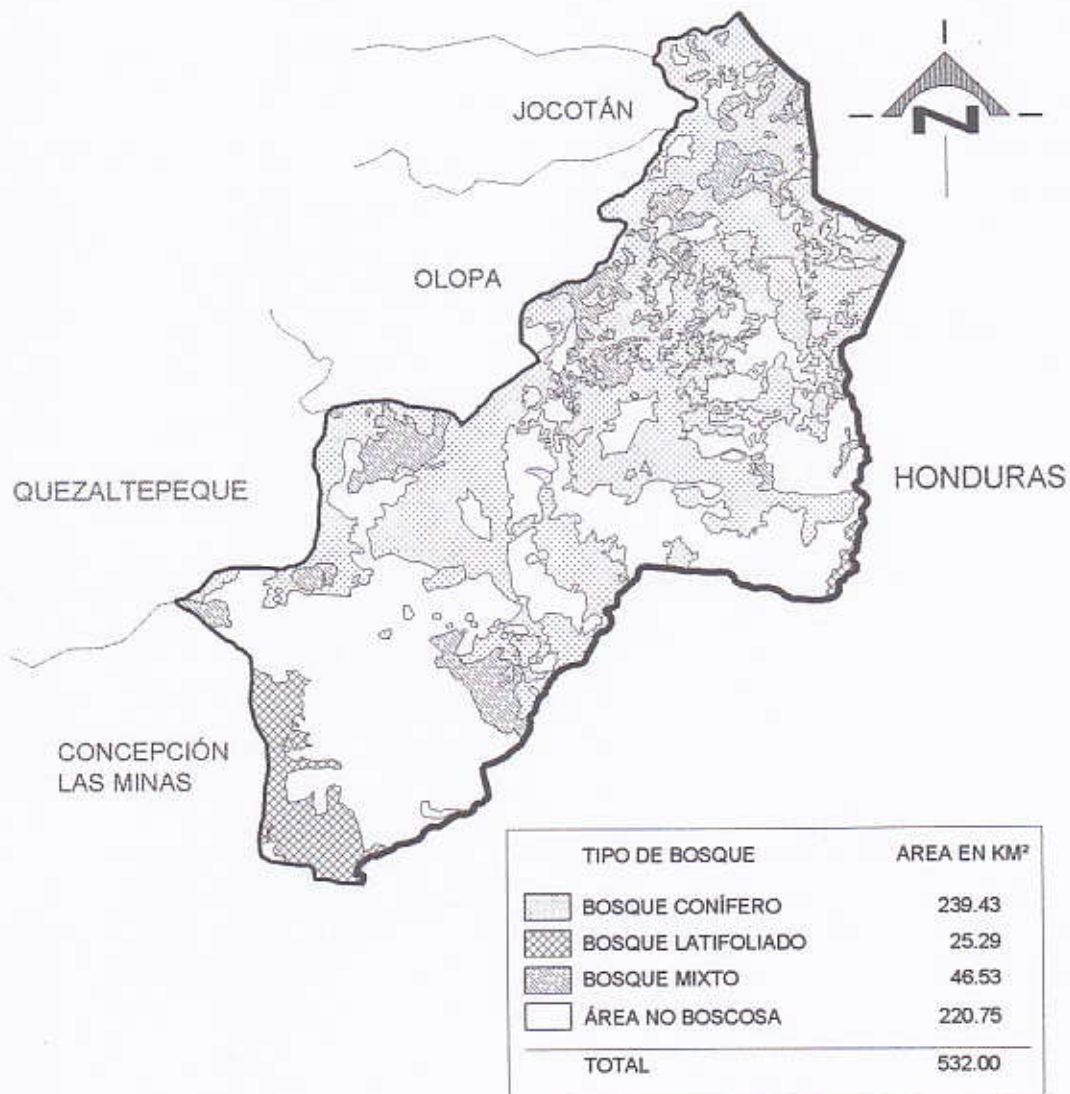 JOCOTÁN
N
OLOPA
QUEZALTEPEQUE
HONDURAS
CONCEPCIÓN
LAS MINAS
TIPO DE BOSQUE AREA EN KM²
BOSQUE CONÍFERO 239.43
BOSQUE LATIFOLIADO 25.29
BOSQUE MIXTO 46.53
ÁREA NO BOSCOSA 220.75
TOTAL 532.00